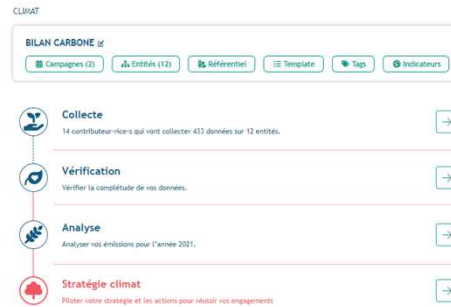 CLIMAT
BILAN CARBONE
Campagnes (2)
Entités (12)
Référentiel
Template
Tags
Indicateurs
Collecte
14 contributeur·rice·s qui vont collecter 433 données sur 12 entités.
Vérification
Vérifier la complétude de vos données.
Analyse
Analyser vos émissions pour l'année 2021.
Stratégie climat
Piloter votre stratégie et les actions pour réussir vos engagements